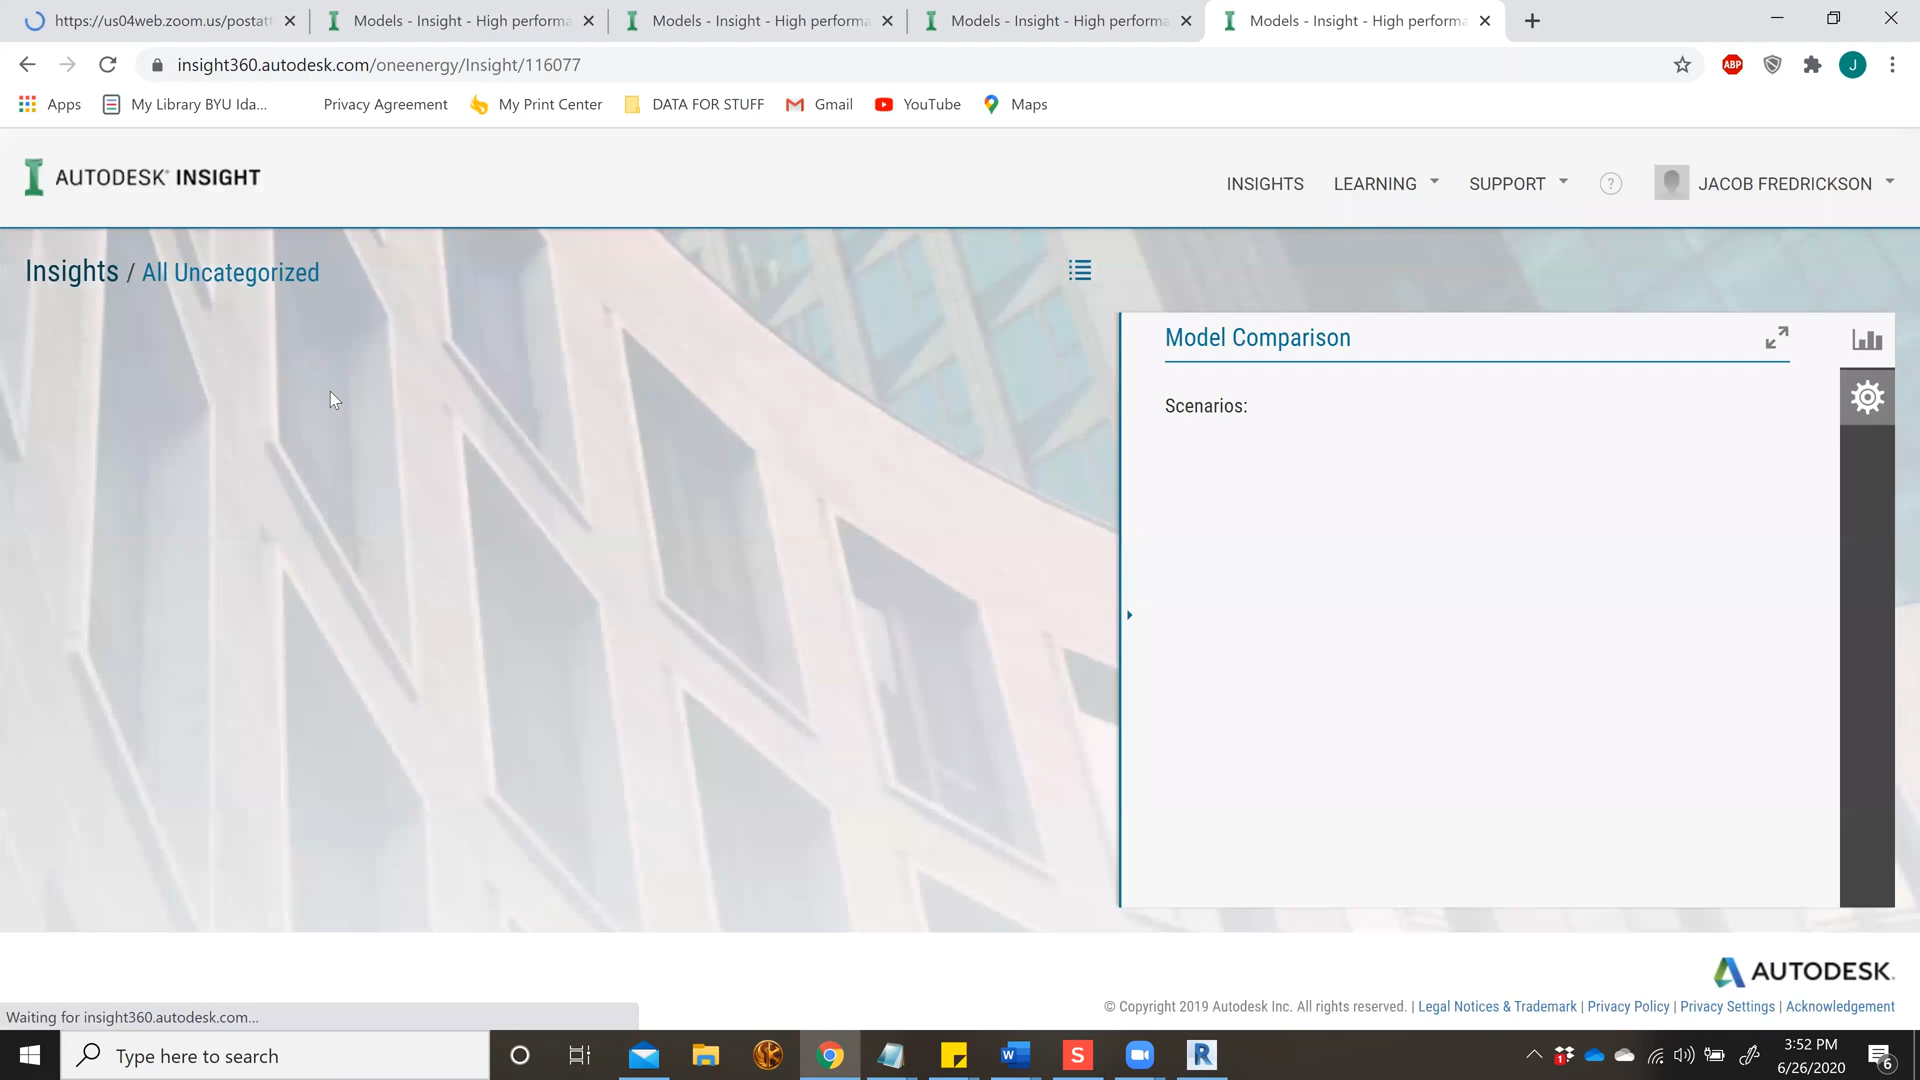 https://us04web.zoom.us/postatt
Models - Insight - High performa
Models - Insight - High performa
Models - Insight - High performa
Models - Insight - High performa
insight360.autodesk.com/oneenergy/Insight/116077
ABP
J
Apps
My Library BYU Ida...
Privacy Agreement
My Print Center
DATA FOR STUFF
Gmail
YouTube
Maps
AUTODESK® INSIGHT
INSIGHTS
LEARNING
SUPPORT
?
JACOB FREDRICKSON
Insights / All Uncategorized
Model Comparison
Scenarios:
AUTODESK.
© Copyright 2019 Autodesk Inc. All rights reserved. | Legal Notices & Trademark | Privacy Policy | Privacy Settings | Acknowledgement
Waiting for insight360.autodesk.com...
Type here to search
W
S
R
1
3:52 PM
6/26/2020
6